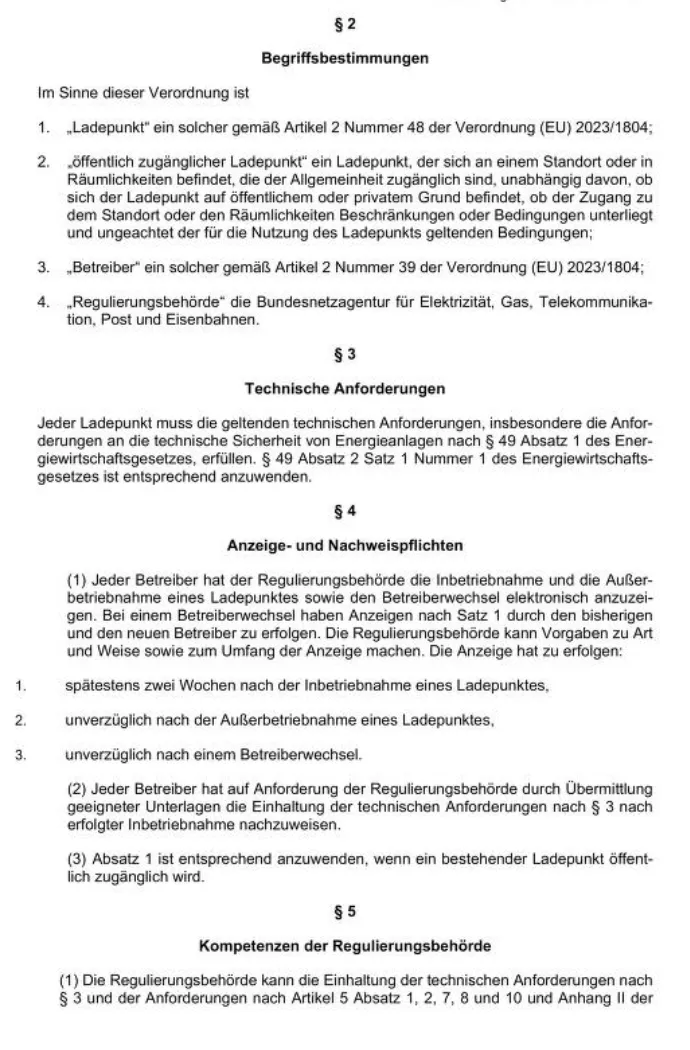 § 2
Begriffsbestimmungen
Im Sinne dieser Verordnung ist
1. „Ladepunkt“ ein solcher gemäß Artikel 2 Nummer 48 der Verordnung (EU) 2023/1804;
2. „öffentlich zugänglicher Ladepunkt“ ein Ladepunkt, der sich an einem Standort oder in
Räumlichkeiten befindet, die der Allgemeinheit zugänglich sind, unabhängig davon, ob
sich der Ladepunkt auf öffentlichem oder privatem Grund befindet, ob der Zugang zu
dem Standort oder den Räumlichkeiten Beschränkungen oder Bedingungen unterliegt
und ungeachtet der für die Nutzung des Ladepunkts geltenden Bedingungen;
3. „Betreiber“ ein solcher gemäß Artikel 2 Nummer 39 der Verordnung (EU) 2023/1804;
4. „Regulierungsbehörde“ die Bundesnetzagentur für Elektrizität, Gas, Telekommunika-
tion, Post und Eisenbahnen.
§ 3
Technische Anforderungen
Jeder Ladepunkt muss die geltenden technischen Anforderungen, insbesondere die Anfor-
derungen an die technische Sicherheit von Energieanlagen nach § 49 Absatz 1 des Ener-
giewirtschaftsgesetzes, erfüllen. § 49 Absatz 2 Satz 1 Nummer 1 des Energiewirtschafts-
gesetzes ist entsprechend anzuwenden.
§ 4
Anzeige- und Nachweispflichten
(1) Jeder Betreiber hat der Regulierungsbehörde die Inbetriebnahme und die Außer-
betriebnahme eines Ladepunktes sowie den Betreiberwechsel elektronisch anzuzei-
gen. Bei einem Betreiberwechsel haben Anzeigen nach Satz 1 durch den bisherigen
und den neuen Betreiber zu erfolgen. Die Regulierungsbehörde kann Vorgaben zu Art
und Weise sowie zum Umfang der Anzeige machen. Die Anzeige hat zu erfolgen:
1. spätestens zwei Wochen nach der Inbetriebnahme eines Ladepunktes,
2. unverzüglich nach der Außerbetriebnahme eines Ladepunktes,
3. unverzüglich nach einem Betreiberwechsel.
(2) Jeder Betreiber hat auf Anforderung der Regulierungsbehörde durch Übermittlung
geeigneter Unterlagen die Einhaltung der technischen Anforderungen nach § 3 nach
erfolgter Inbetriebnahme nachzuweisen.
(3) Absatz 1 ist entsprechend anzuwenden, wenn ein bestehender Ladepunkt öffent-
lich zugänglich wird.
§ 5
Kompetenzen der Regulierungsbehörde
(1) Die Regulierungsbehörde kann die Einhaltung der technischen Anforderungen nach
§ 3 und der Anforderungen nach Artikel 5 Absatz 1, 2, 7, 8 und 10 und Anhang II der